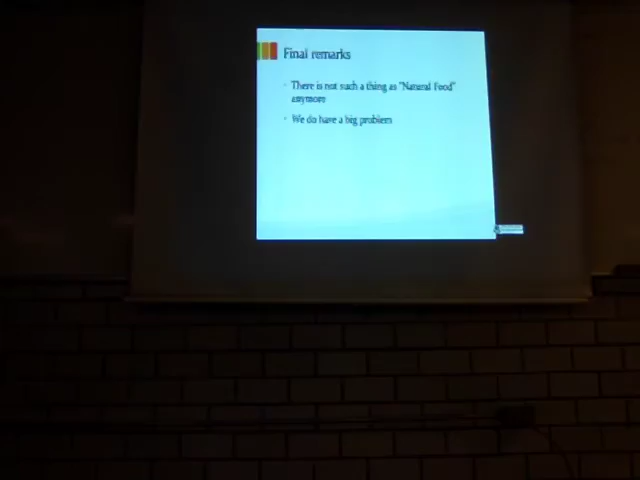 Final remarks
There is not such a thing as "Natural Food"
anymore
We do have a big problem